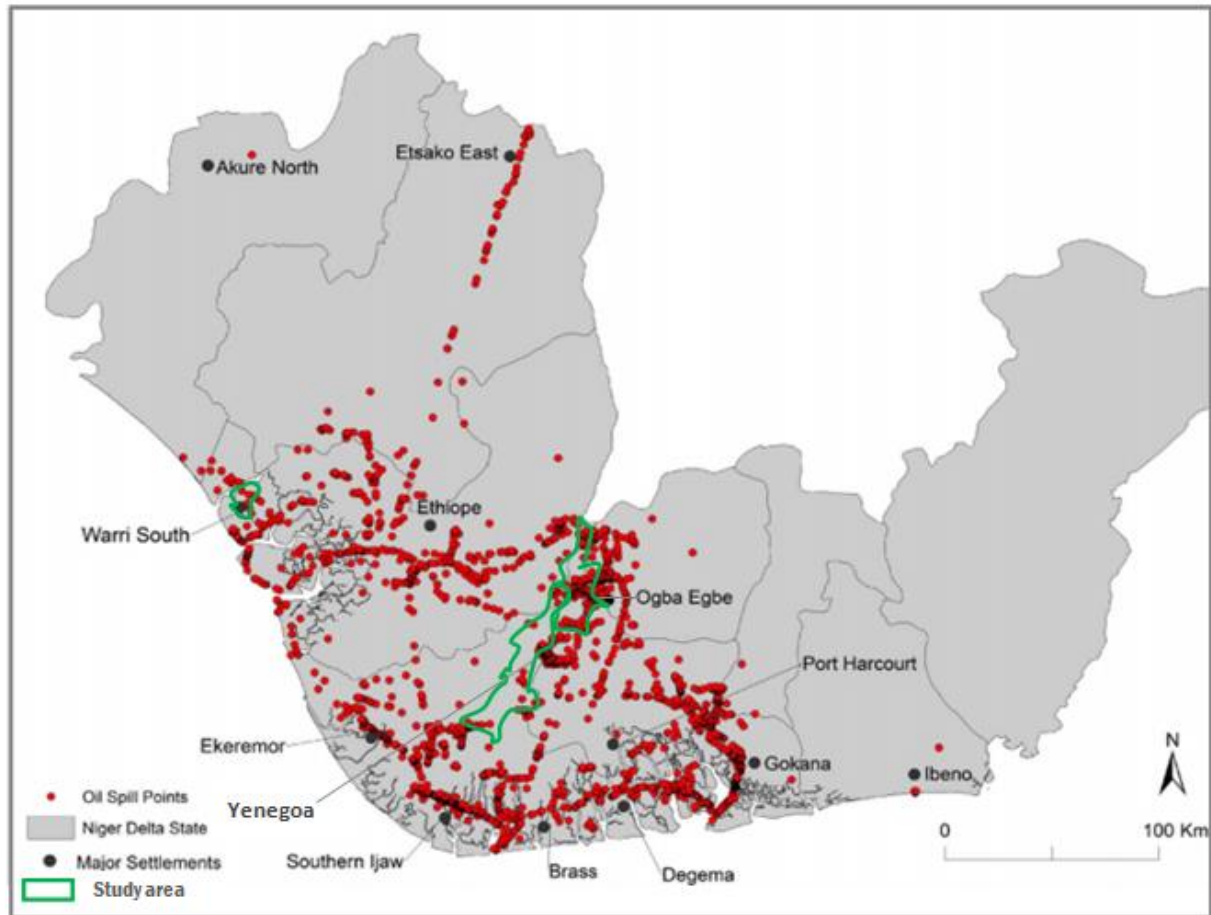 Akure North
Etsako East
Ethiope
Warri South
Ogba Egbe
Port Harcourt
Ekeremor
Gokana
Ibeno
N
Yenegoa
Oil Spill Points
Niger Delta State
Major Settlements
Study area
Southern Ijaw
Brass
Degema
0 100 Km